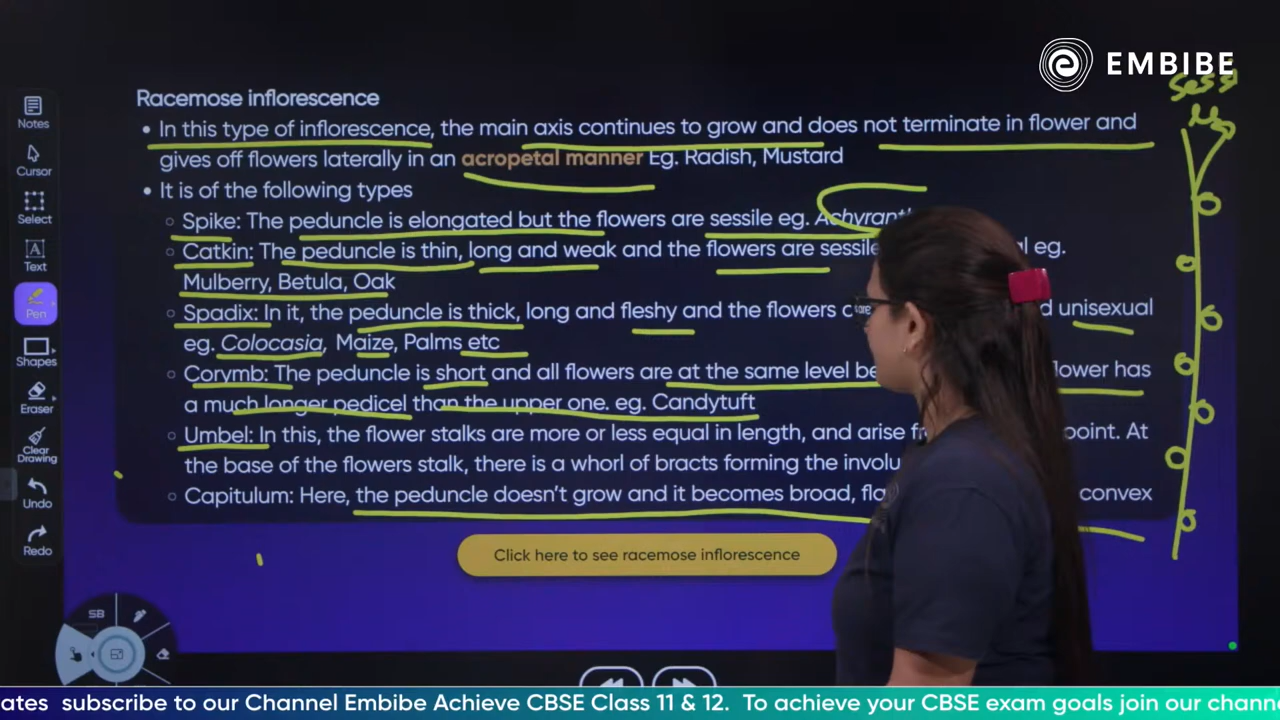 EMBIBE
Racemose inflorescence
• In this type of inflorescence, the main axis continues to grow and does not terminate in flower and
gives off flowers laterally in an acropetal manner Eg. Radish, Mustard
• It is of the following types
Spike: The peduncle is elongated but the flowers are sessile eg.
Catkin: The peduncle is thin, long and weak and the flowers are sessile eg.
Mulberry, Betula, Oak
Spadix: In it, the peduncle is thick, long and fleshy and the flowers unisexual
eg. Colocasia, Maize, Palms etc
Corymb: The peduncle is short and all flowers are at the same level has
a much longer pedicel than the upper one. eg. Candytuft
Umbel: In this, the flower stalks are more or less equal in length, and arise point. At
the base of the flowers stalk, there is a whorl of bracts forming the
Capitulum: Here, the peduncle doesn't grow and it becomes broad, convex
Click here to see racemose inflorescence
Notes
Cursor
Select
Text
Pen
Shapes
Eraser
Clear
Drawing
Undo
Redo
SB
subscribe to our Channel Embibe Achieve CBSE Class 11 & 12. To achieve your CBSE exam goals join our